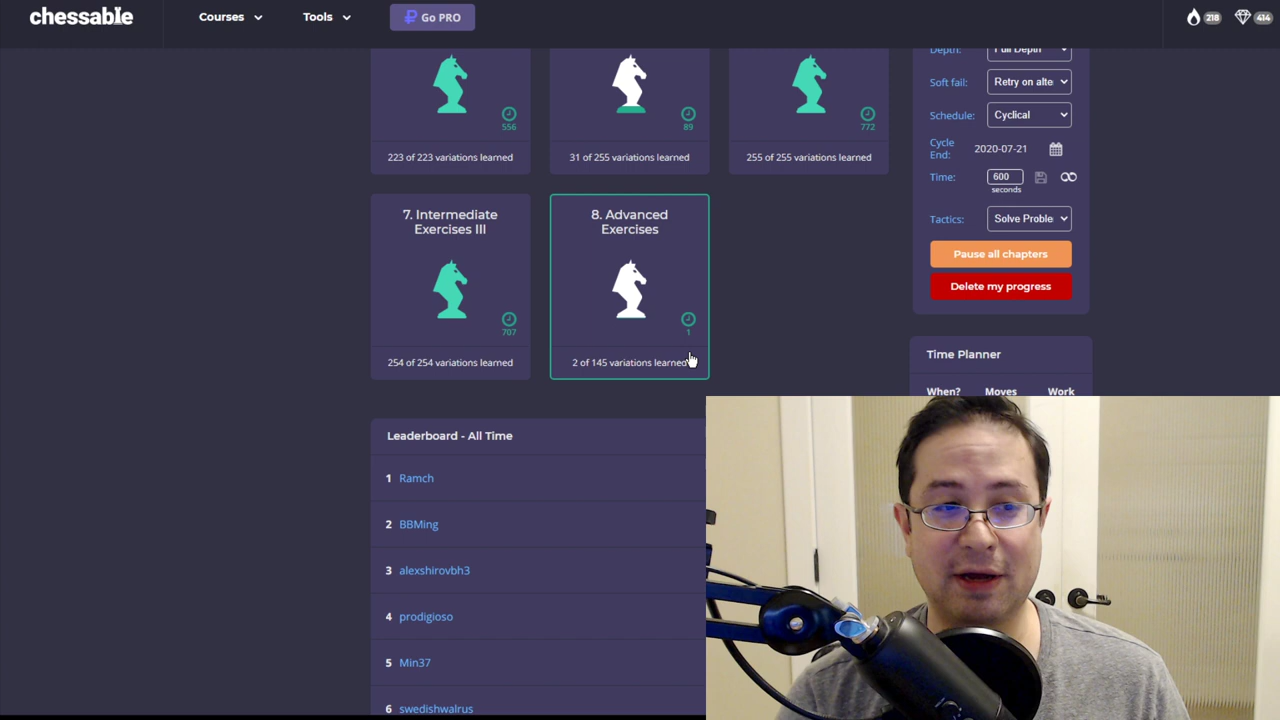 chessable
Courses
Tools
Go PRO
218
414
556
89
772
223 of 223 variations learned
31 of 255 variations learned
255 of 255 variations learned
7. Intermediate
Exercises III
707
254 of 254 variations learned
8. Advanced
Exercises
1
2 of 145 variations learned
Leaderboard - All Time
1 Ramch
2 BBMing
3 alexshirovbh3
4 prodigioso
5 Min37
6 swedishwalrus
Depth: Full Depth
Soft fail: Retry on alte
Schedule: Cyclical
Cycle
End:
2020-07-21
Time: 600
seconds
Tactics: Solve Proble
Pause all chapters
Delete my progress
Time Planner
When? Moves Work